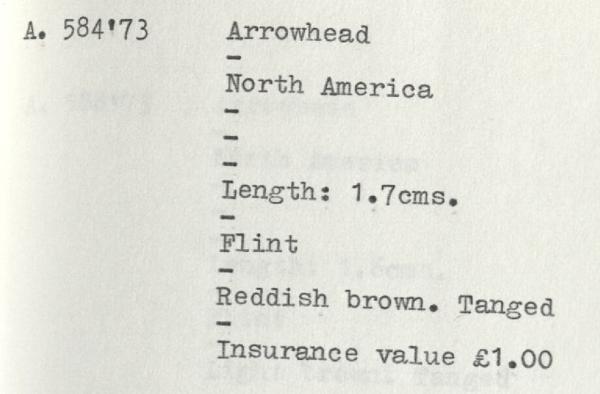 A. 584'73 Arrowhead
-
North America
-
-
-
Length: 1.7cms.
-
Flint
-
Reddish brown. Tanged
-
Insurance value £1.00